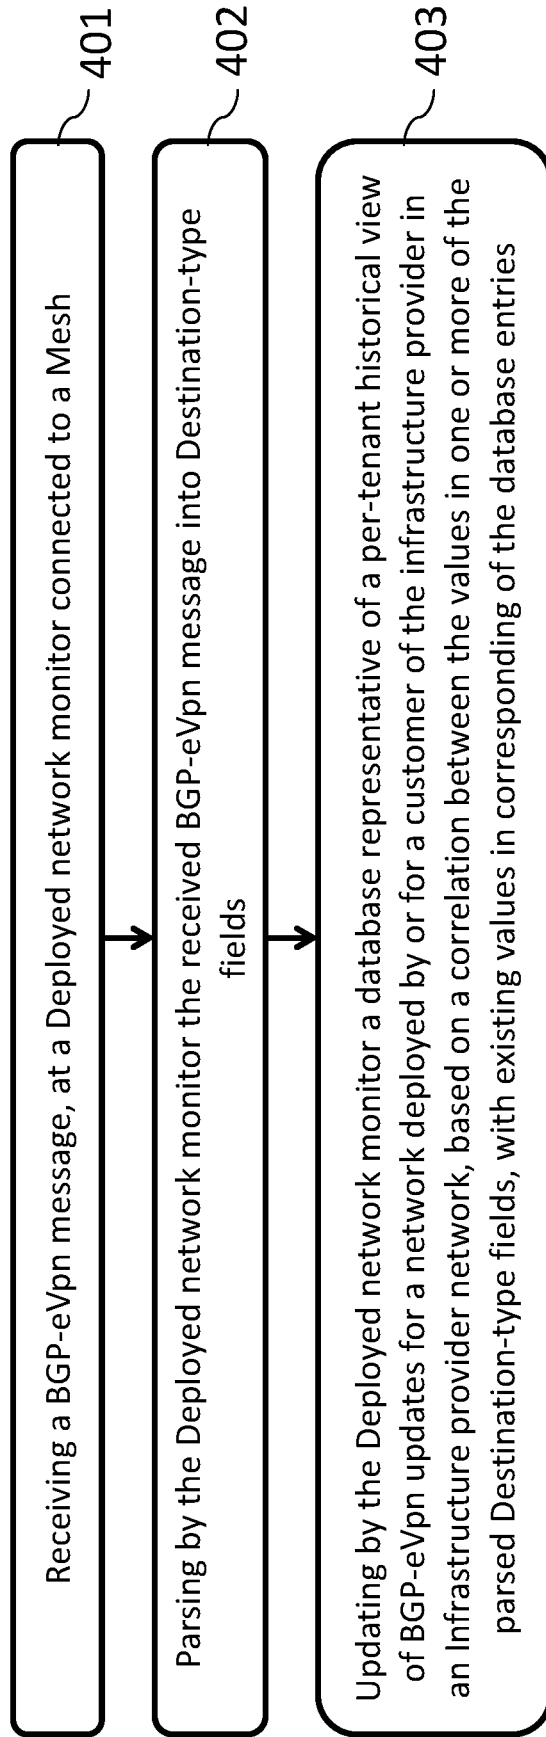 Receiving a BGP-eVpn message, at a Deployed network monitor connected to a Mesh
401
Parsing by the Deployed network monitor the received BGP-eVpn message into Destination-type
fields
402
Updating by the Deployed network monitor a database representative of a per-tenant historical view
of BGP-eVpn updates for a network deployed by or for a customer of the infrastructure provider in
an Infrastructure provider network, based on a correlation between the values in one or more of the
parsed Destination-type fields, with existing values in corresponding of the database entries
403